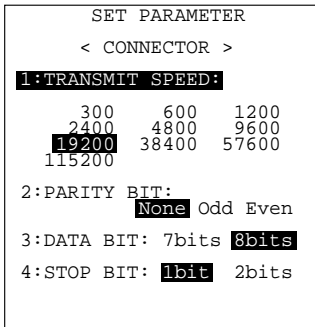 SET PARAMETER
< CONNECTOR >
1:TRANSMIT SPEED:
300 600 1200
2400 4800 9600
19200 38400 57600
115200
2:PARITY BIT:
None Odd Even
3:DATA BIT: 7bits 8bits
4:STOP BIT: 1bit 2bits